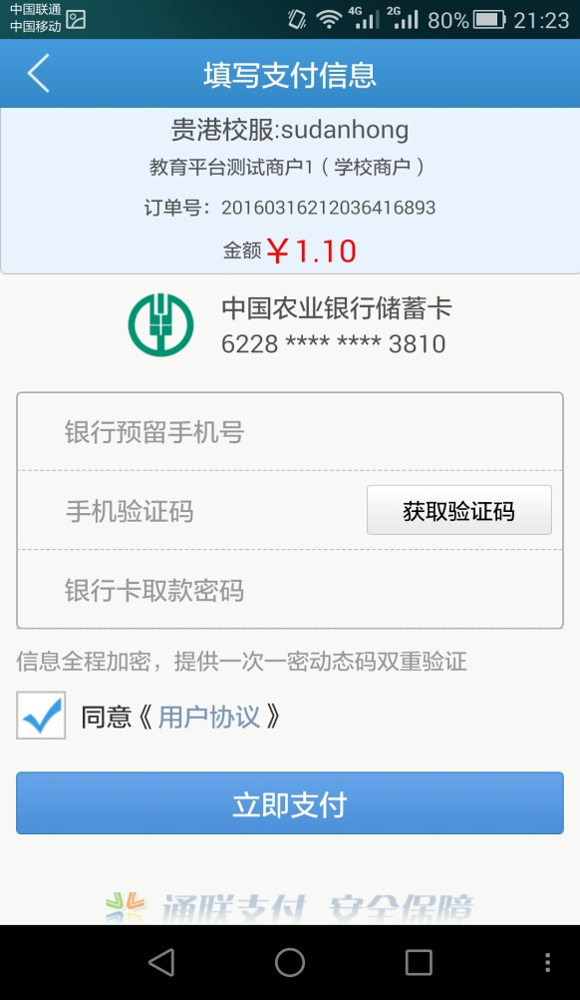 中国联通
中国移动
4G 2G 80% 21:23
填写支付信息
贵港校服:sudanhong
教育平台测试商户1（学校商户）
订单号：20160316212036416893
金额￥1.10
中国农业银行储蓄卡
6228 **** **** 3810
银行预留手机号
手机验证码 获取验证码
银行卡取款密码
信息全程加密，提供一次一密动态码双重验证
同意《用户协议》
立即支付
通联支付 安全保障